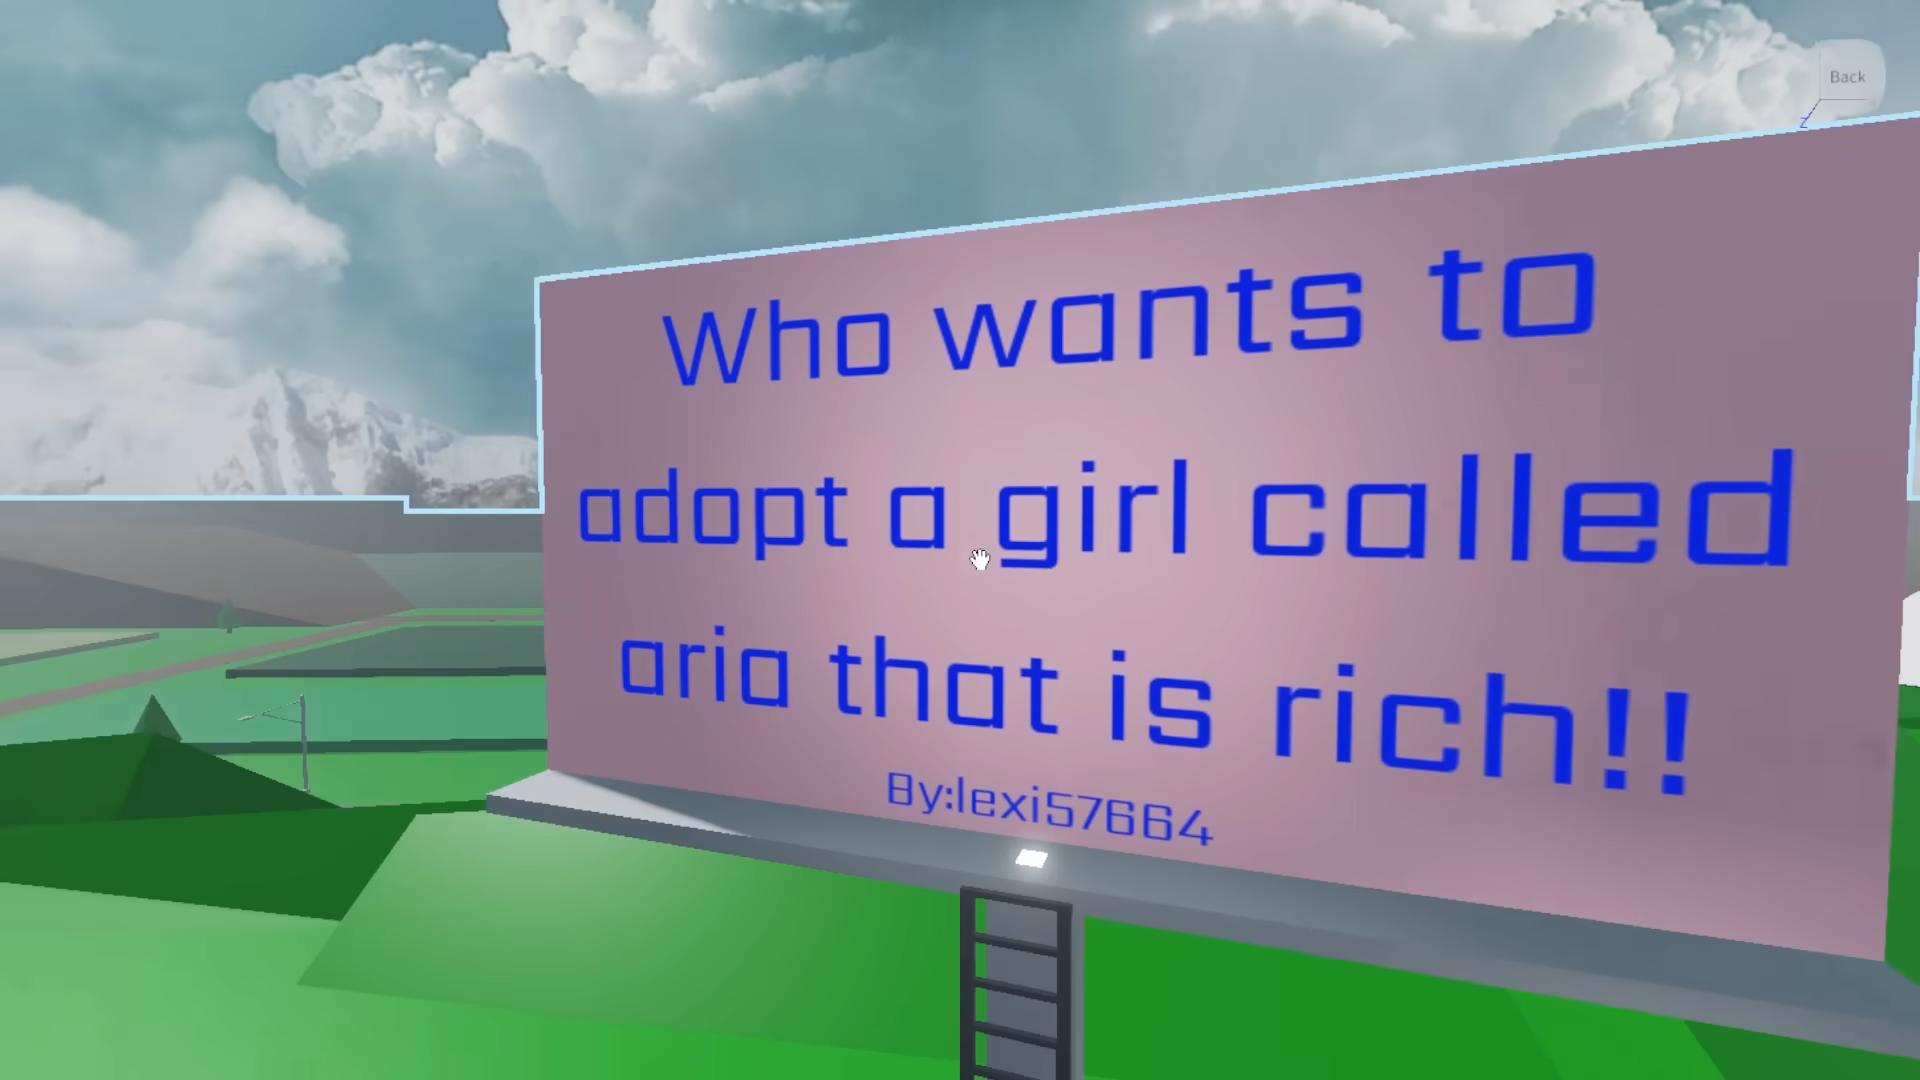 Back
Z
Who wants to
adopt a girl called
aria that is rich!!
By:lexi57664